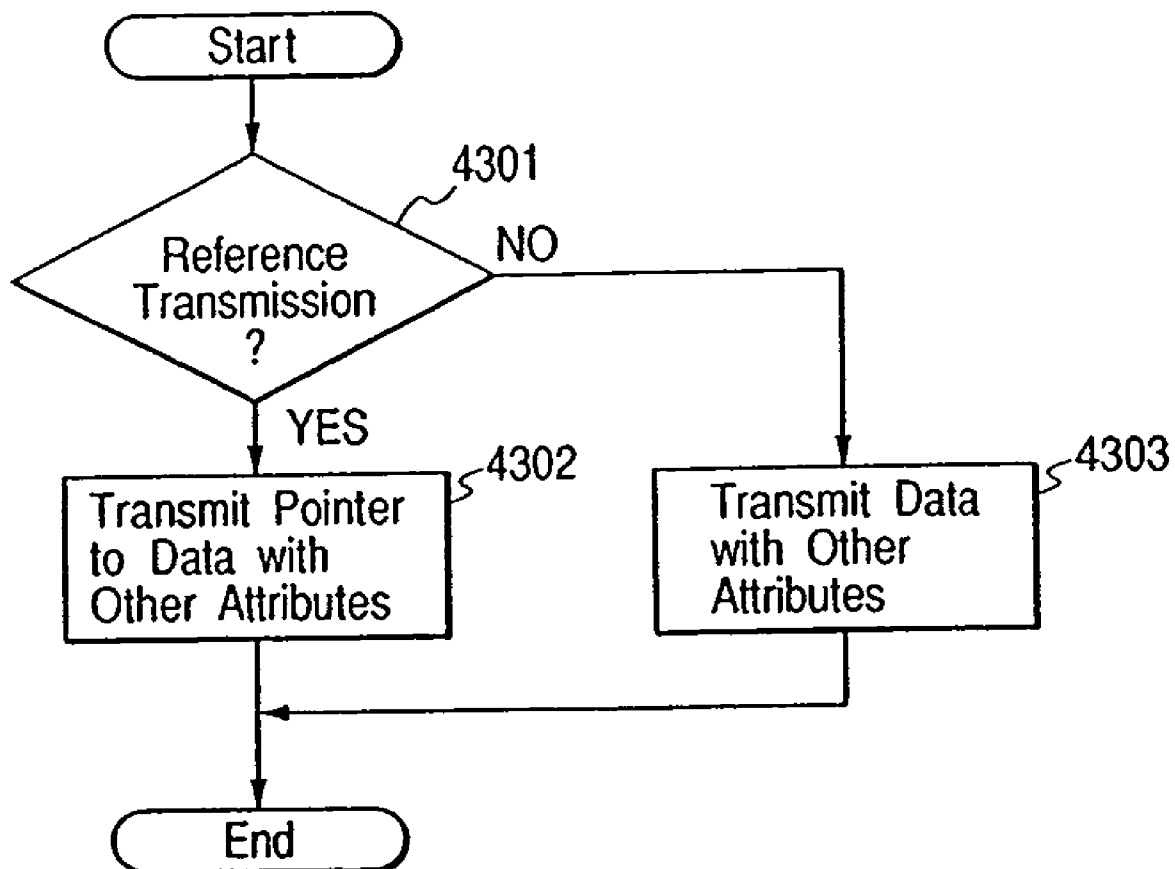 Start
4301
Reference
Transmission
?
NO
YES
4302
Transmit Pointer
to Data with
Other Attributes
4303
Transmit Data
with Other
Attributes
End